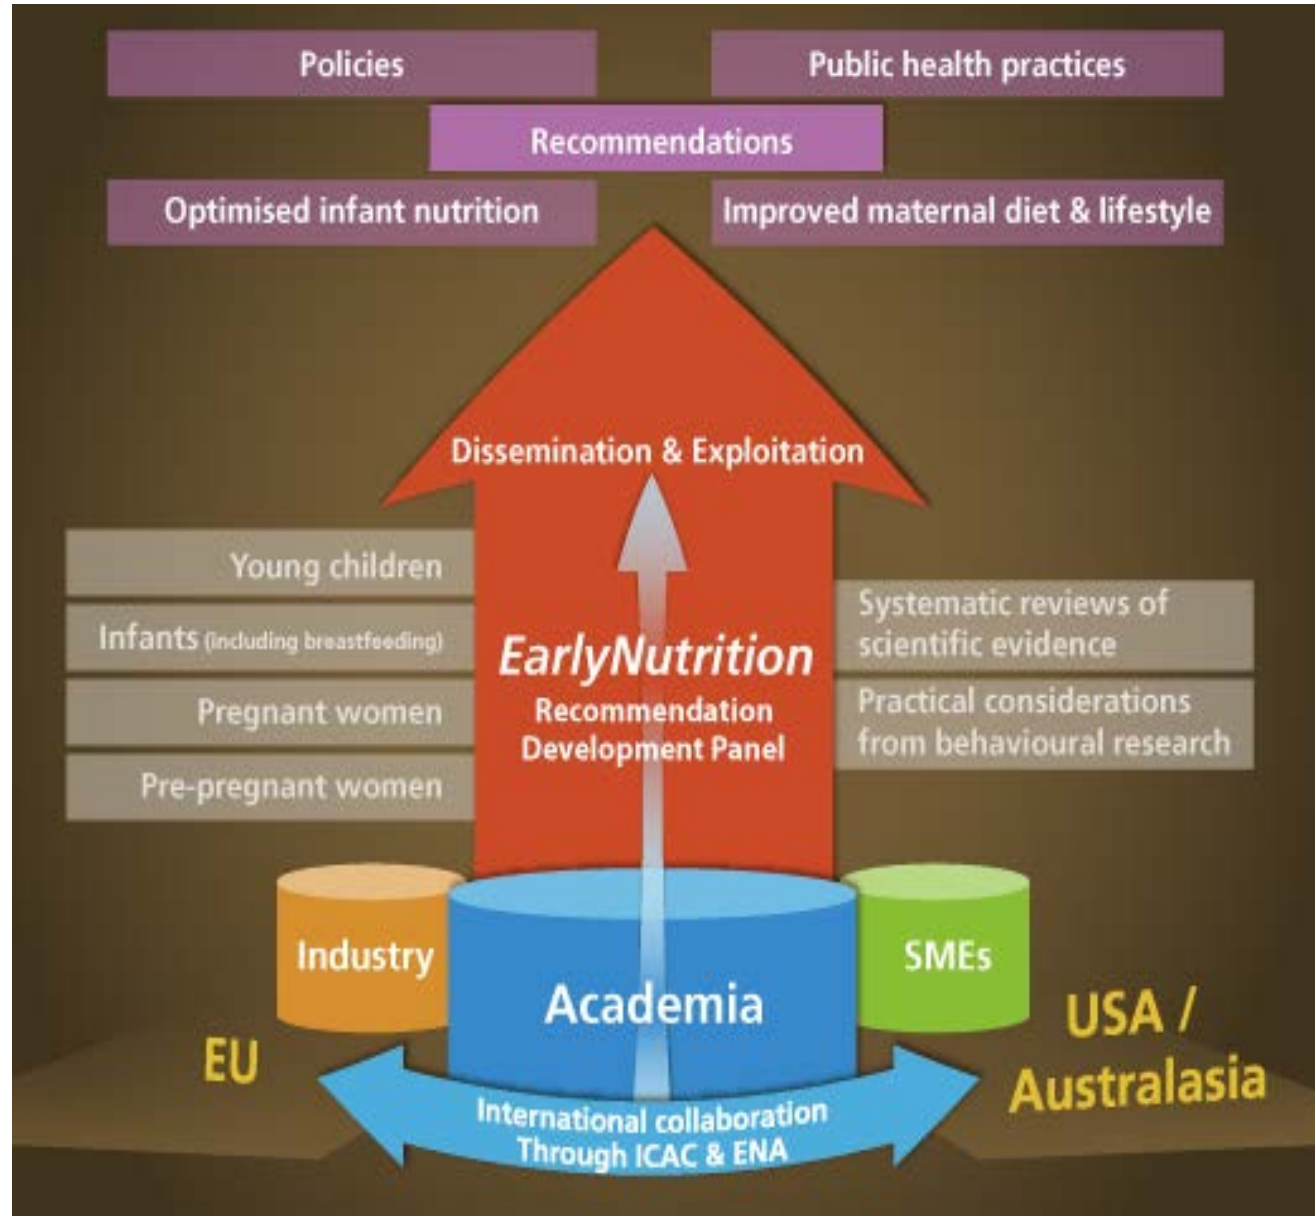 Policies
Public health practices
Recommendations
Optimised infant nutrition
Improved maternal diet & lifestyle
Dissemination & Exploitation
Young children
Infants (including breastfeeding)
Pregnant women
Pre-pregnant women
EarlyNutrition
Recommendation
Development Panel
Systematic reviews of
scientific evidence
Practical considerations
from behavioural research
Industry
Academia
SMEs
EU
USA /
Australasia
International collaboration
Through ICAC & ENA